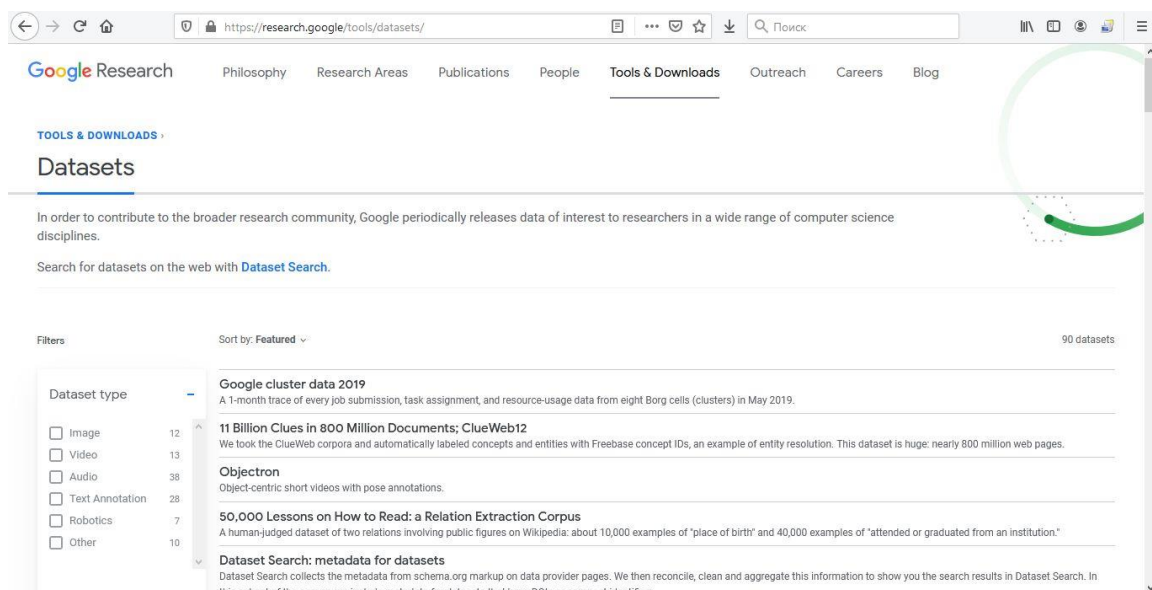 https://research.google/tools/datasets/
Поиск
Google Research
Philosophy
Research Areas
Publications
People
Tools & Downloads
Outreach
Careers
Blog
TOOLS & DOWNLOADS ›
Datasets
In order to contribute to the broader research community, Google periodically releases data of interest to researchers in a wide range of computer science
disciplines.
Search for datasets on the web with Dataset Search.
Filters
Sort by: Featured
90 datasets
Dataset type
Image 12
Video 13
Audio 38
Text Annotation 28
Robotics 7
Other 10
Google cluster data 2019
A 1-month trace of every job submission, task assignment, and resource-usage data from eight Borg cells (clusters) in May 2019.
11 Billion Clues in 800 Million Documents; ClueWeb12
We took the ClueWeb corpora and automatically labeled concepts and entities with Freebase concept IDs, an example of entity resolution. This dataset is huge: nearly 800 million web pages.
Objectron
Object-centric short videos with pose annotations.
50,000 Lessons on How to Read: a Relation Extraction Corpus
A human-judged dataset of two relations involving public figures on Wikipedia: about 10,000 examples of "place of birth" and 40,000 examples of "attended or graduated from an institution."
Dataset Search: metadata for datasets
Dataset Search collects the metadata from schema.org markup on data provider pages. We then reconcile, clean and aggregate this information to show you the search results in Dataset Search. In